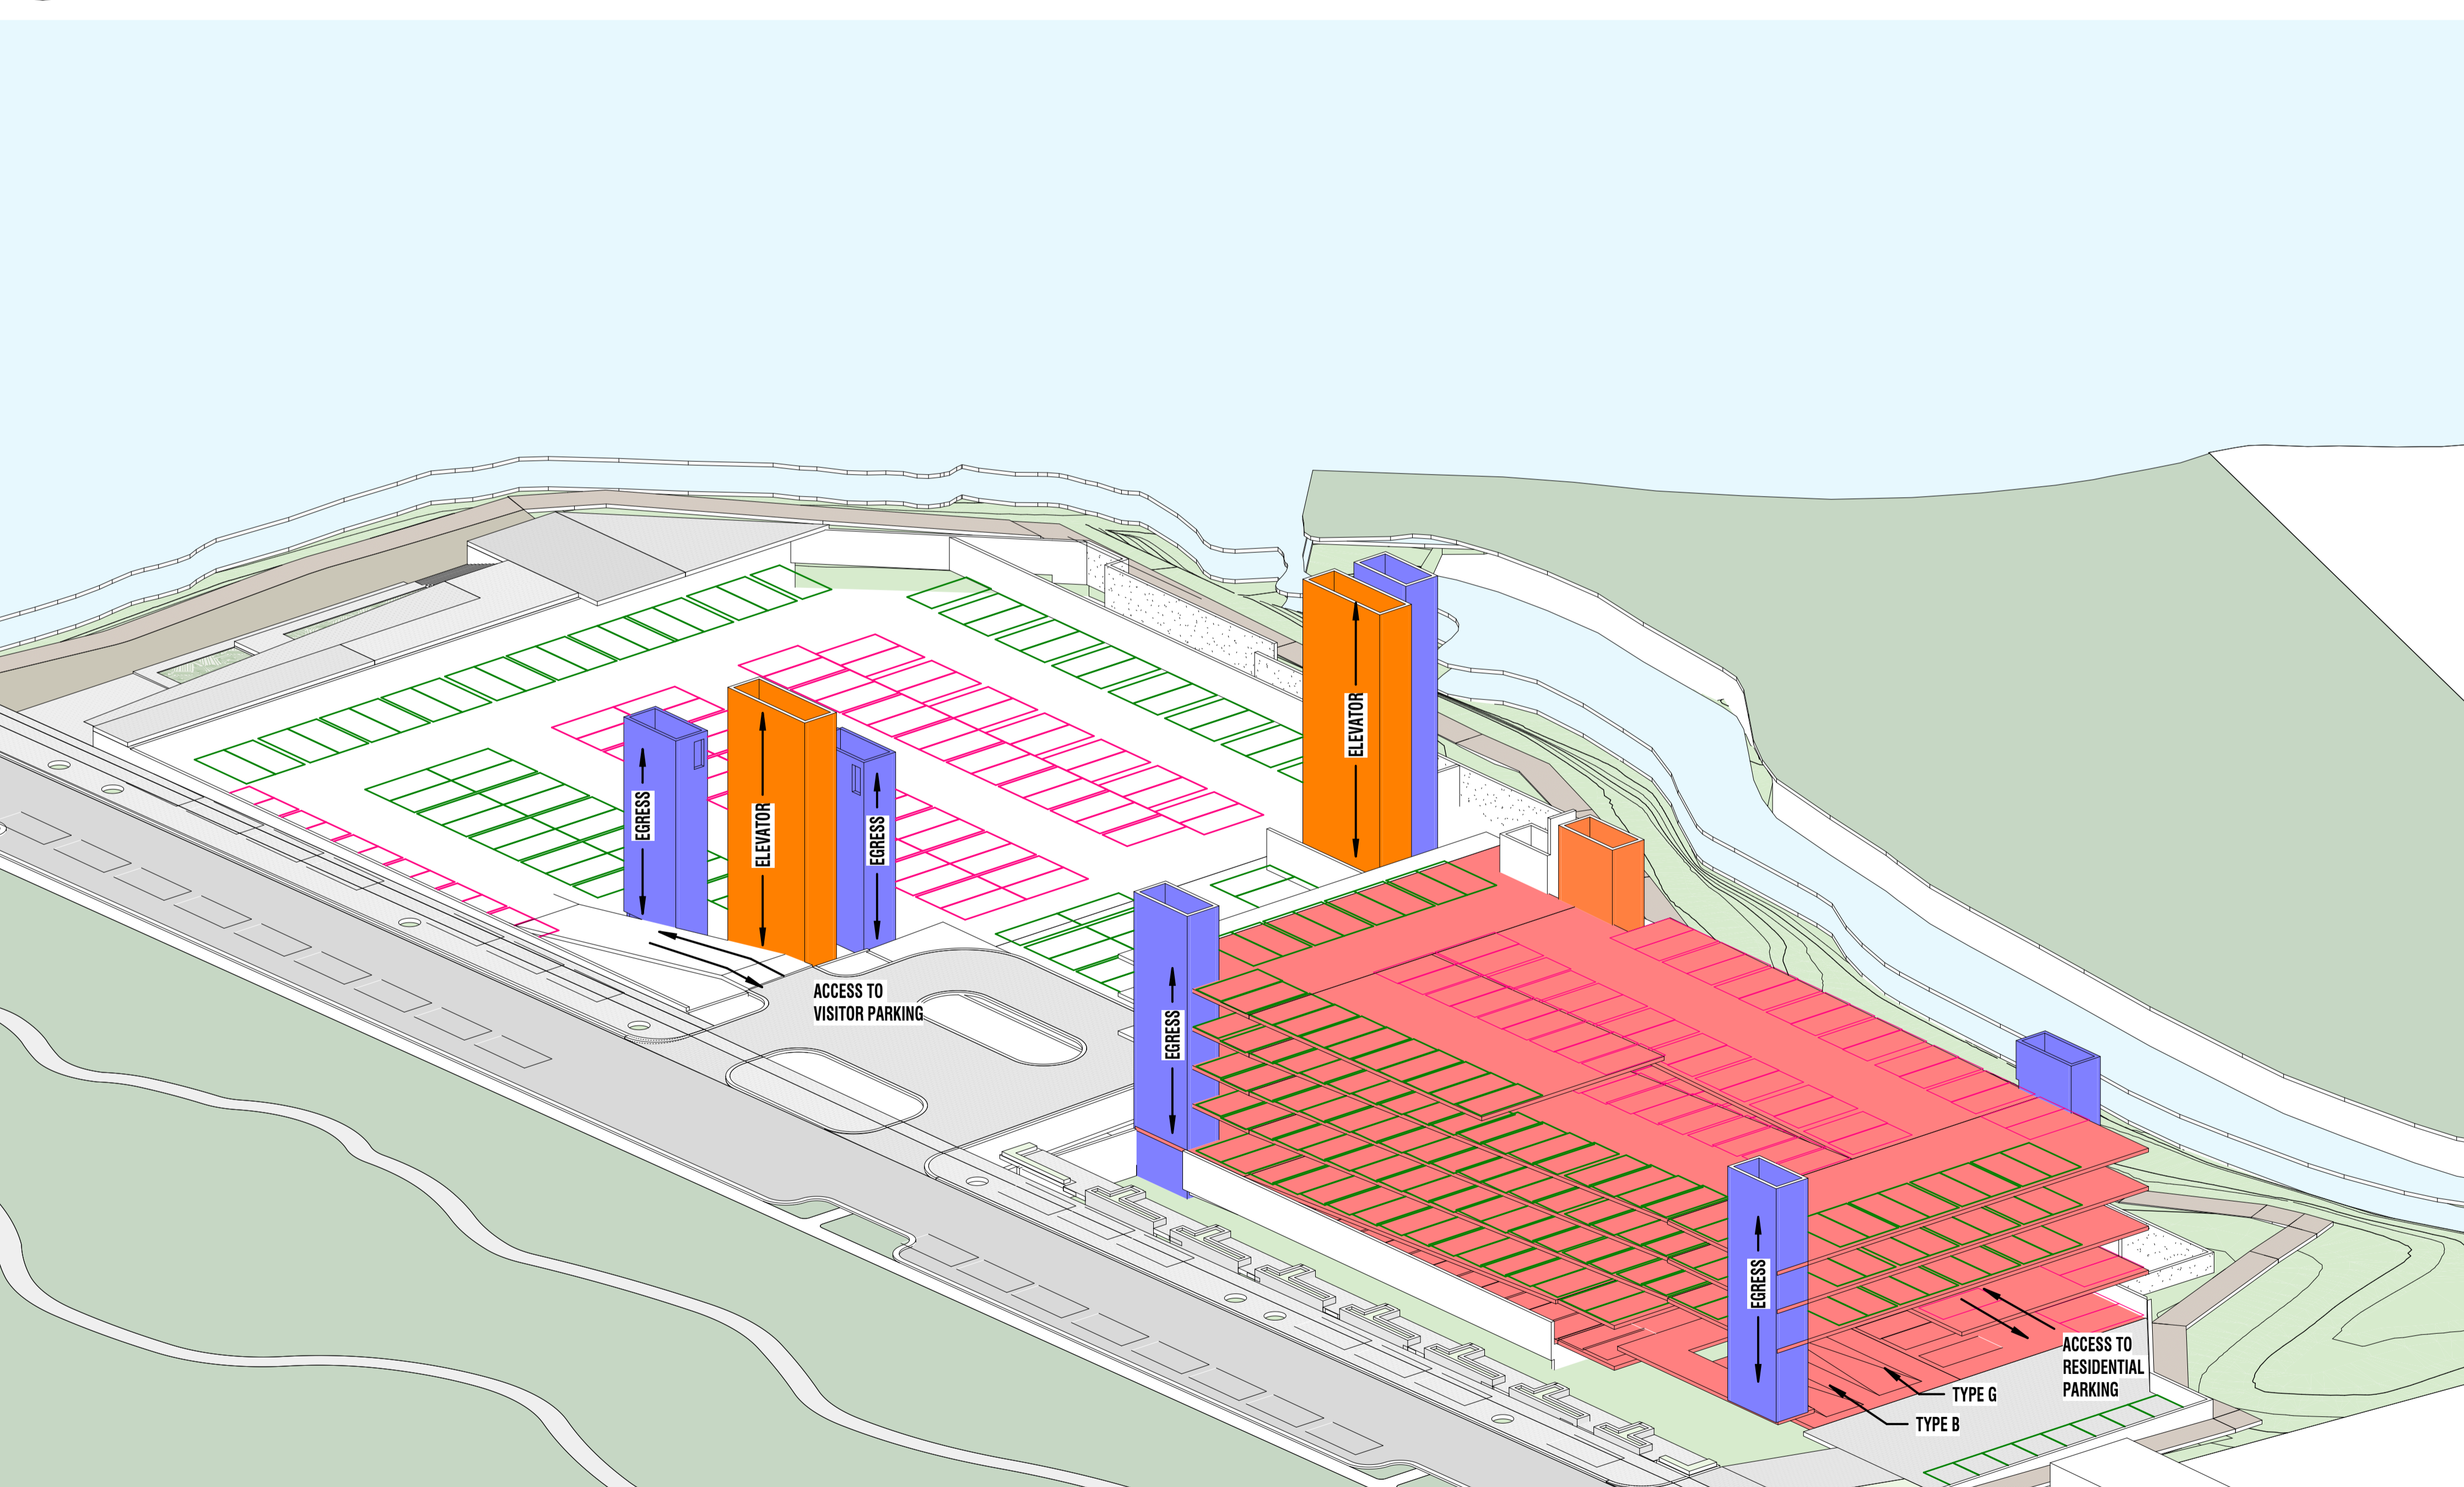 EGRESS
ELEVATOR
EGRESS
ELEVATOR
ACCESS TO
VISITOR PARKING
EGRESS
EGRESS
ACCESS TO
RESIDENTIAL
PARKING
TYPE G
TYPE B